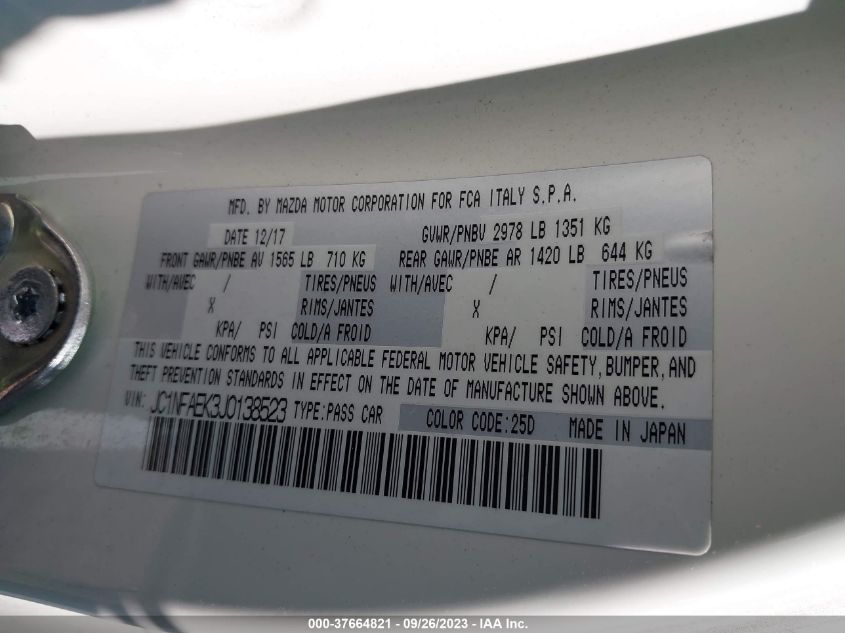 MFD. BY MAZDA MOTOR CORPORATION FOR FCA ITALY S.P.A.
DATE 12/17 GVWR/PNBV 2978 LB 1351 KG
FRONT GAWR/PNBE AV 1565 LB 710 KG REAR GAWR/PNBE AR 1420 LB 644 KG
WITH/AVEC / TIRES/PNEUS WITH/AVEC / TIRES/PNEUS
X RIMS/JANTES X RIMS/JANTES
KPA/ PSI COLD/A FROID KPA/ PSI COLD/A FROID
THIS VEHICLE CONFORMS TO ALL APPLICABLE FEDERAL MOTOR VEHICLE SAFETY, BUMPER, AND
THEFT PREVENTION STANDARDS IN EFFECT ON THE DATE OF MANUFACTURE SHOWN ABOVE.
VIN: JC1NFAEK3J0138523 TYPE:PASS CAR COLOR CODE:25D MADE IN JAPAN
000-37664821 - 09/26/2023 - IAA Inc.